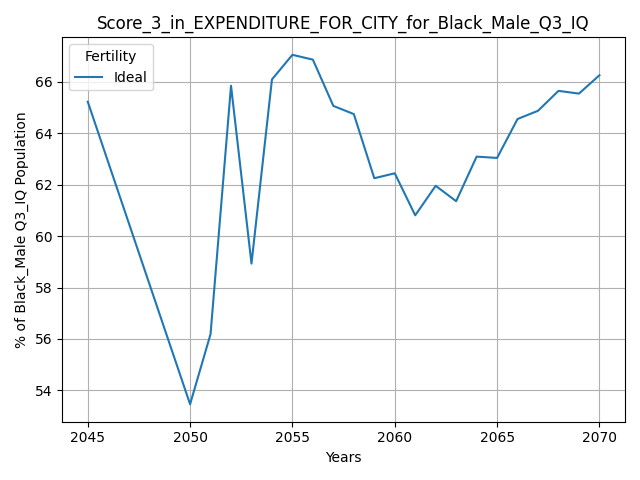 Score_3_in_EXPENDITURE_FOR_CITY_for_Black_Male_Q3_IQ
Fertility
Ideal
% of Black_Male Q3_IQ Population
66
64
62
60
58
56
54
2045 2050 2055 2060 2065 2070
Years